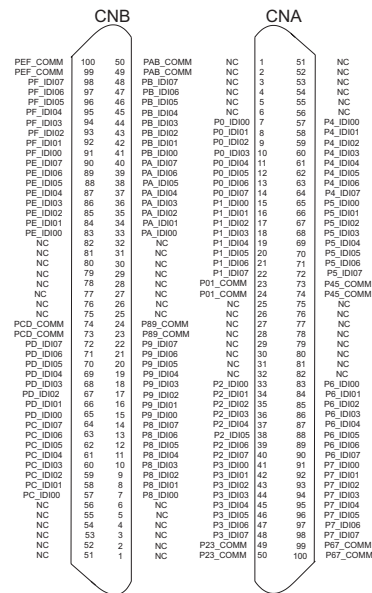 CNB
PEF_COMM 100 50 PAB_COMM
PEF_COMM 99 49 PAB_COMM
PF_IDI07 98 48 PB_IDI07
PF_IDI06 97 47 PB_IDI06
PF_IDI05 96 46 PB_IDI05
PF_IDI04 95 45 PB_IDI04
PF_IDI03 94 44 PB_IDI03
PF_IDI02 93 43 PB_IDI02
PF_IDI01 92 42 PB_IDI01
PF_IDI00 91 41 PB_IDI00
PE_IDI07 90 40 PA_IDI07
PE_IDI06 89 39 PA_IDI06
PE_IDI05 88 38 PA_IDI05
PE_IDI04 87 37 PA_IDI04
PE_IDI03 86 36 PA_IDI03
PE_IDI02 85 35 PA_IDI02
PE_IDI01 84 34 PA_IDI01
PE_IDI00 83 33 PA_IDI00
NC 82 32 NC
NC 81 31 NC
NC 80 30 NC
NC 79 29 NC
NC 78 28 NC
NC 77 27 NC
NC 76 26 NC
NC 75 25 NC
PCD_COMM 74 24 P89_COMM
PCD_COMM 73 23 P89_COMM
PD_IDI07 72 22 P9_IDI07
PD_IDI06 71 21 P9_IDI06
PD_IDI05 70 20 P9_IDI05
PD_IDI04 69 19 P9_IDI04
PD_IDI03 68 18 P9_IDI03
PD_IDI02 67 17 P9_IDI02
PD_IDI01 66 16 P9_IDI01
PD_IDI00 65 15 P9_IDI00
PC_IDI07 64 14 P8_IDI07
PC_IDI06 63 13 P8_IDI06
PC_IDI05 62 12 P8_IDI05
PC_IDI04 61 11 P8_IDI04
PC_IDI03 60 10 P8_IDI03
PC_IDI02 59 9 P8_IDI02
PC_IDI01 58 8 P8_IDI01
PC_IDI00 57 7 P8_IDI00
NC 56 6 NC
NC 55 5 NC
NC 54 4 NC
NC 53 3 NC
NC 52 2 NC
NC 51 1 NC
CNA
NC 1 51 NC
NC 2 52 NC
NC 3 53 NC
NC 4 54 NC
NC 5 55 NC
NC 6 56 NC
P0_IDI00 7 57 P4_IDI00
P0_IDI01 8 58 P4_IDI01
P0_IDI02 9 59 P4_IDI02
P0_IDI03 10 60 P4_IDI03
P0_IDI04 11 61 P4_IDI04
P0_IDI05 12 62 P4_IDI05
P0_IDI06 13 63 P4_IDI06
P0_IDI07 14 64 P4_IDI07
P1_IDI00 15 65 P5_IDI00
P1_IDI01 16 66 P5_IDI01
P1_IDI02 17 67 P5_IDI02
P1_IDI03 18 68 P5_IDI03
P1_IDI04 19 69 P5_IDI04
P1_IDI05 20 70 P5_IDI05
P1_IDI06 21 71 P5_IDI06
P1_IDI07 22 72 P5_IDI07
P01_COMM 23 73 P45_COMM
P01_COMM 24 74 P45_COMM
NC 25 75 NC
NC 26 76 NC
NC 27 77 NC
NC 28 78 NC
NC 29 79 NC
NC 30 80 NC
NC 31 81 NC
NC 32 82 NC
P2_IDI00 33 83 P6_IDI00
P2_IDI01 34 84 P6_IDI01
P2_IDI02 35 85 P6_IDI02
P2_IDI03 36 86 P6_IDI03
P2_IDI04 37 87 P6_IDI04
P2_IDI05 38 88 P6_IDI05
P2_IDI06 39 89 P6_IDI06
P2_IDI07 40 90 P6_IDI07
P3_IDI00 41 91 P7_IDI00
P3_IDI01 42 92 P7_IDI01
P3_IDI02 43 93 P7_IDI02
P3_IDI03 44 94 P7_IDI03
P3_IDI04 45 95 P7_IDI04
P3_IDI05 46 96 P7_IDI05
P3_IDI06 47 97 P7_IDI06
P3_IDI07 48 98 P7_IDI07
P23_COMM 49 99 P67_COMM
P23_COMM 50 100 P67_COMM